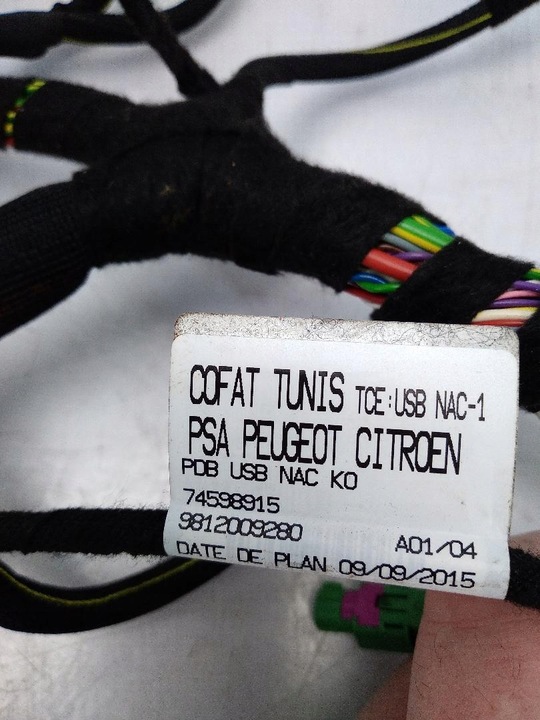 COFAT TUNIS TCE:USB NAC-1
PSA PEUGEOT CITROEN
PDB USB NAC KO
74598915
9812009280 A01/04
DATE DE PLAN 09/09/2015